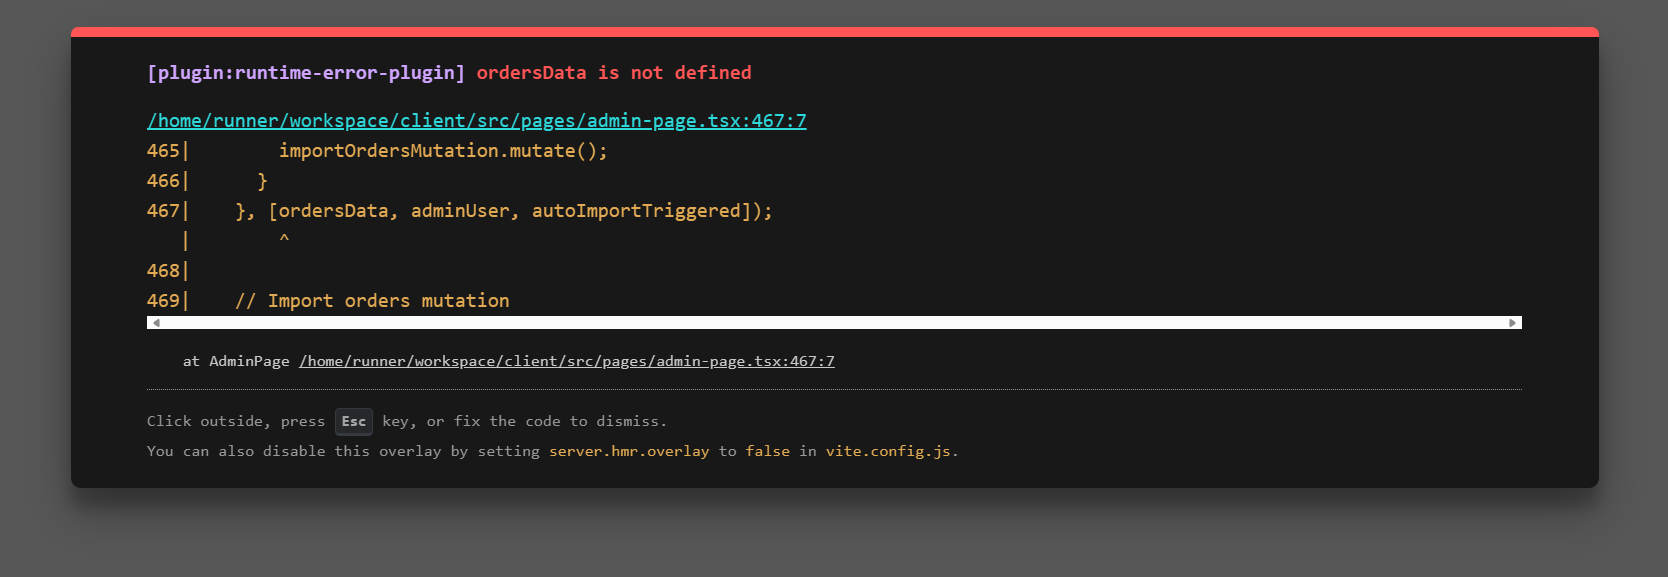 [plugin:runtime-error-plugin] ordersData is not defined
/home/runner/workspace/client/src/pages/admin-page.tsx:467:7
465|        importOrdersMutation.mutate();
466|      }
467|    }, [ordersData, adminUser, autoImportTriggered]);
   |        ^
468|
469|    // Import orders mutation
at AdminPage /home/runner/workspace/client/src/pages/admin-page.tsx:467:7
Click outside, press Esc key, or fix the code to dismiss.
You can also disable this overlay by setting server.hmr.overlay to false in vite.config.js.